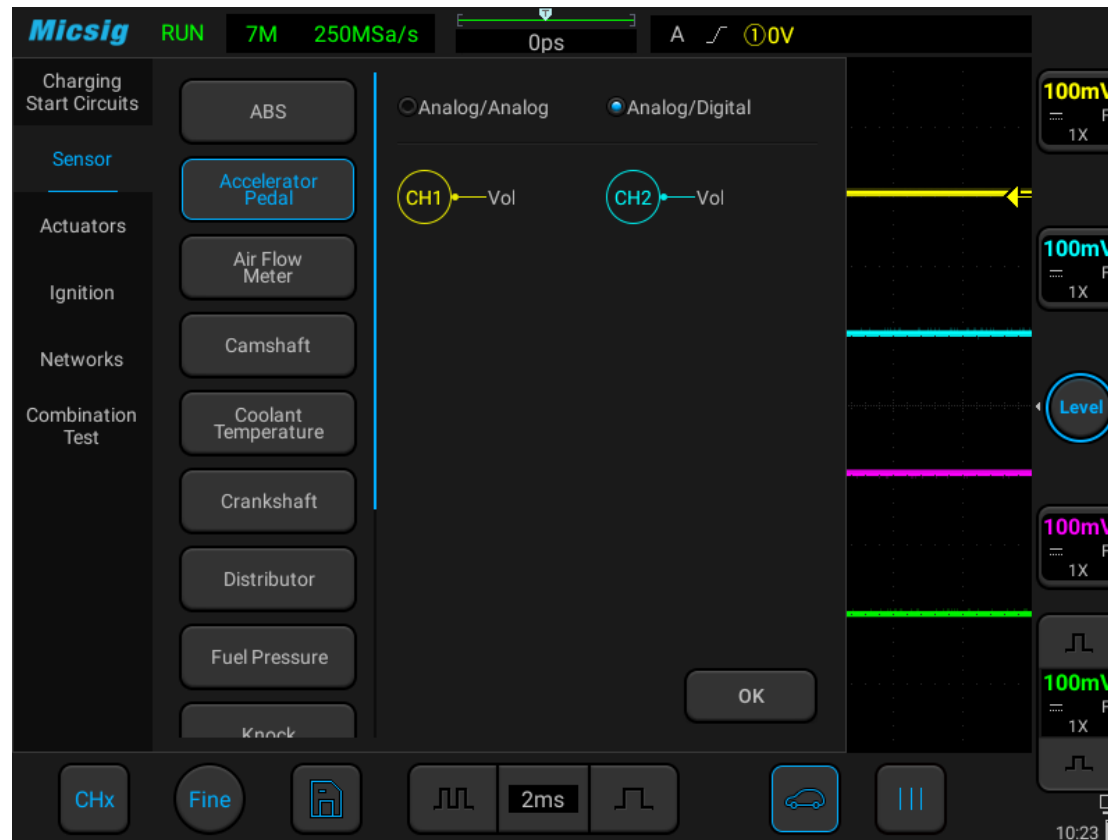 Micsig RUN 7M 250MSa/s T 0ps A ①0V
Charging
Start Circuits
Sensor
Actuators
Ignition
Networks
Combination
Test
ABS
Accelerator
Pedal
Air Flow
Meter
Camshaft
Coolant
Temperature
Crankshaft
Distributor
Fuel Pressure
Knock
Analog/Analog Analog/Digital
CH1 Vol CH2 Vol
OK
100mV
F
1X
100mV
F
1X
Level
100mV
F
1X
100mV
F
1X
CHx Fine 2ms
10:23